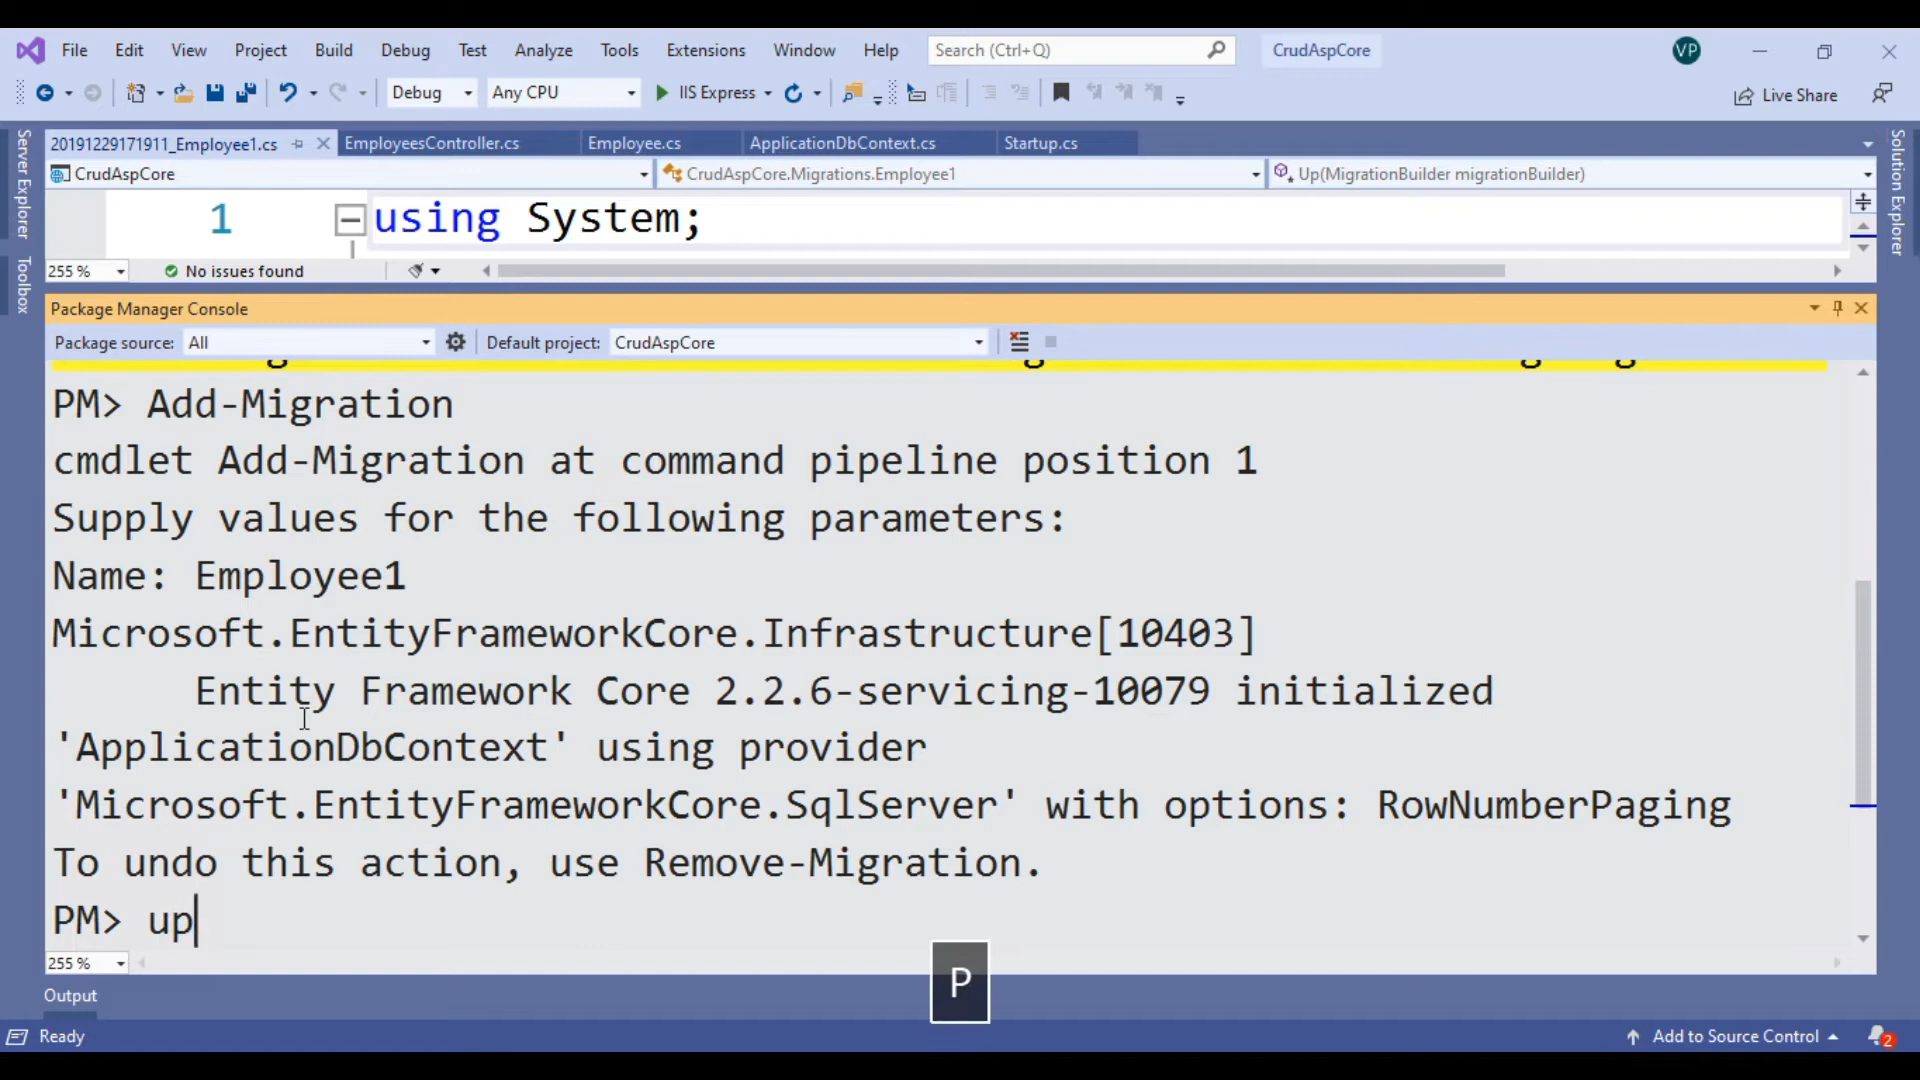 File Edit View Project Build Debug Test Analyze Tools Extensions Window Help Search (Ctrl+Q) CrudAspCore VP
Debug Any CPU IIS Express Live Share
20191229171911_Employee1.cs EmployeesController.cs Employee.cs ApplicationDbContext.cs Startup.cs
CrudAspCore CrudAspCore.Migrations.Employee1 Up(MigrationBuilder migrationBuilder)
Server Explorer
Toolbox
Solution Explorer
1 using System;
255 % No issues found
Package Manager Console
Package source: All Default project: CrudAspCore
PM> Add-Migration
cmdlet Add-Migration at command pipeline position 1
Supply values for the following parameters:
Name: Employee1
Microsoft.EntityFrameworkCore.Infrastructure[10403]
Entity Framework Core 2.2.6-servicing-10079 initialized
'ApplicationDbContext' using provider
'Microsoft.EntityFrameworkCore.SqlServer' with options: RowNumberPaging
To undo this action, use Remove-Migration.
PM> up
255 %
P
Output
Ready Add to Source Control 2